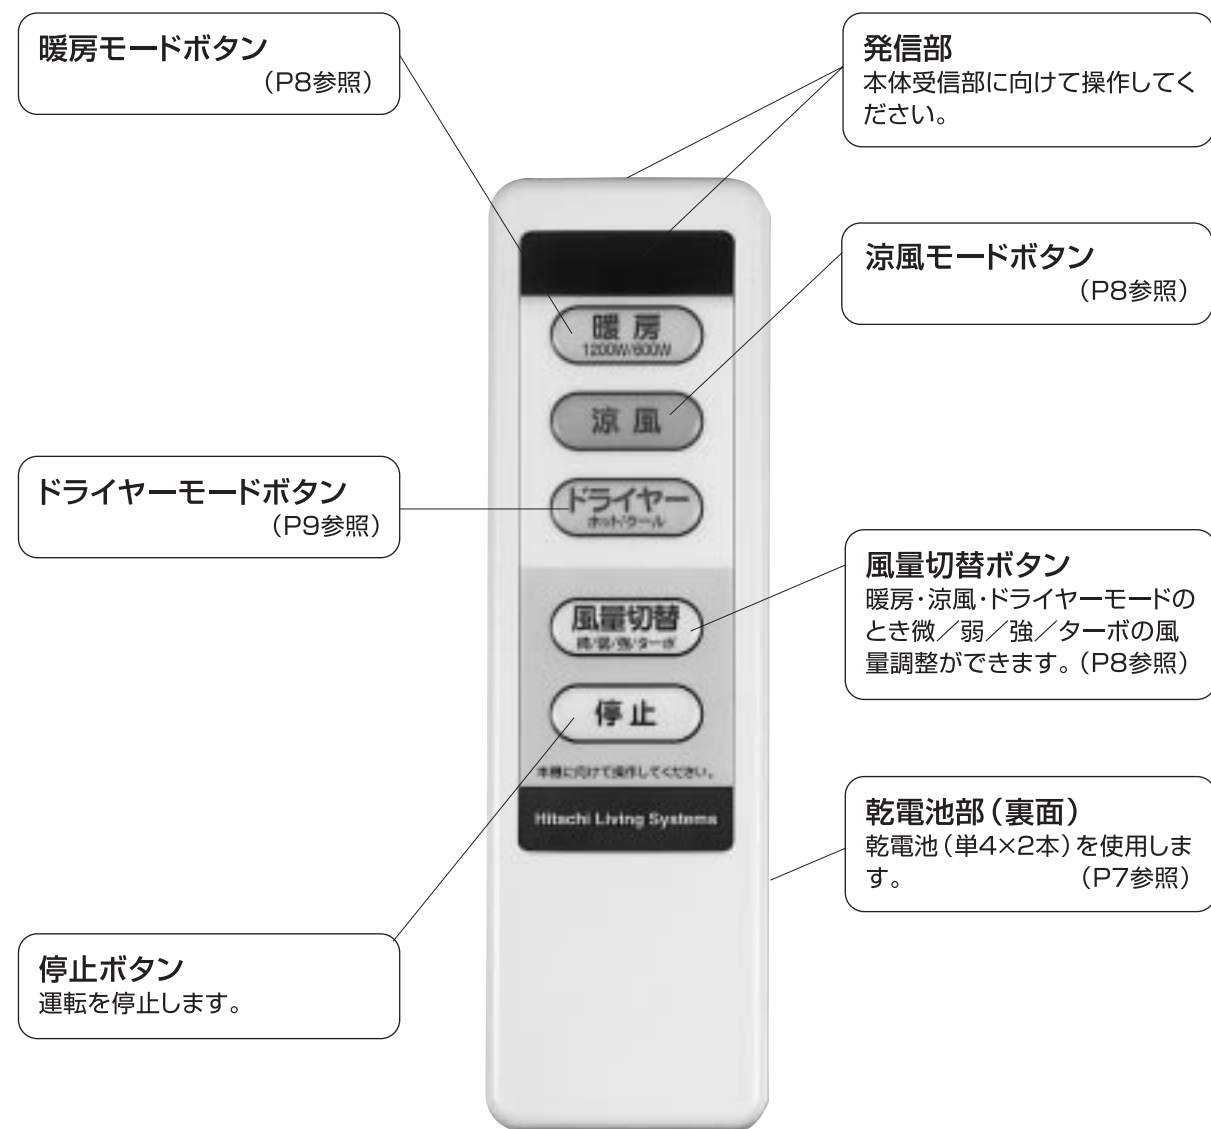 暖房モードボタン
(P8参照)
発信部
本体受信部に向けて操作してく
ださい。
涼風モードボタン
(P8参照)
ドライヤーモードボタン
(P9参照)
風量切替ボタン
暖房・涼風・ドライヤーモードの
とき微／弱／強／ターボの風
量調整ができます。(P8参照)
乾電池部(裏面)
乾電池(単4×2本)を使用しま
す。(P7参照)
停止ボタン
運転を停止します。
暖房
1200W/600W
涼風
ドライヤー
ホット/クール
風量切替
微/弱/強/ターボ
停止
本機に向けて操作してください。
Hitachi Living Systems